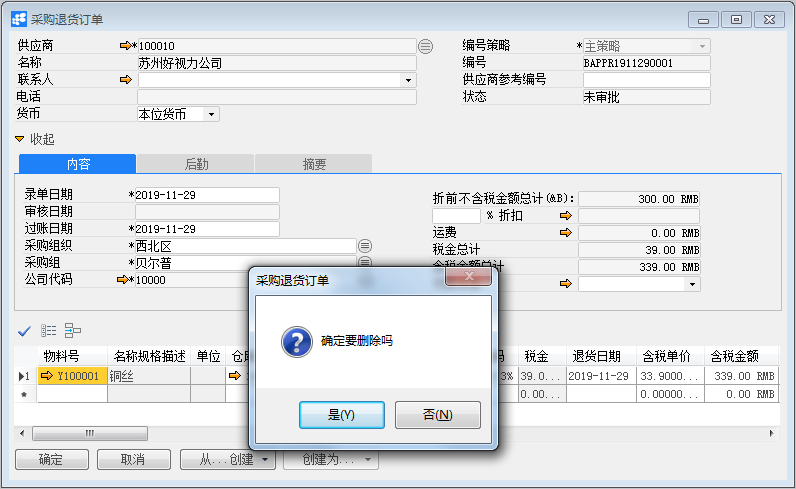 采购退货订单
供应商 *100010 编号策略 *主策略
名称 苏州好视力公司 编号 BAPPR1911290001
联系人 供应商参考编号
电话 状态 未审批
货币 本位货币
收起
内容 后勤 摘要
录单日期 *2019-11-29 折前不含税金额总计(&B): 300.00 RMB
审核日期 % 折扣
过账日期 *2019-11-29 运费 0.00 RMB
采购组织 *西北区 税金总计 39.00 RMB
采购组 *贝尔普 339.00 RMB
公司代码 *10000
采购退货订单
确定要删除吗
是(Y) 否(N)
物料号 名称规格描述 单位 税金 退货日期 含税单价 含税金额
1 Y100001 铜丝 3% 39.0... 2019-11-29 33.9000... 339.00 RMB
* 0.00... 0.00000... 0.00 RMB
确定 取消 从...创建 创建为...